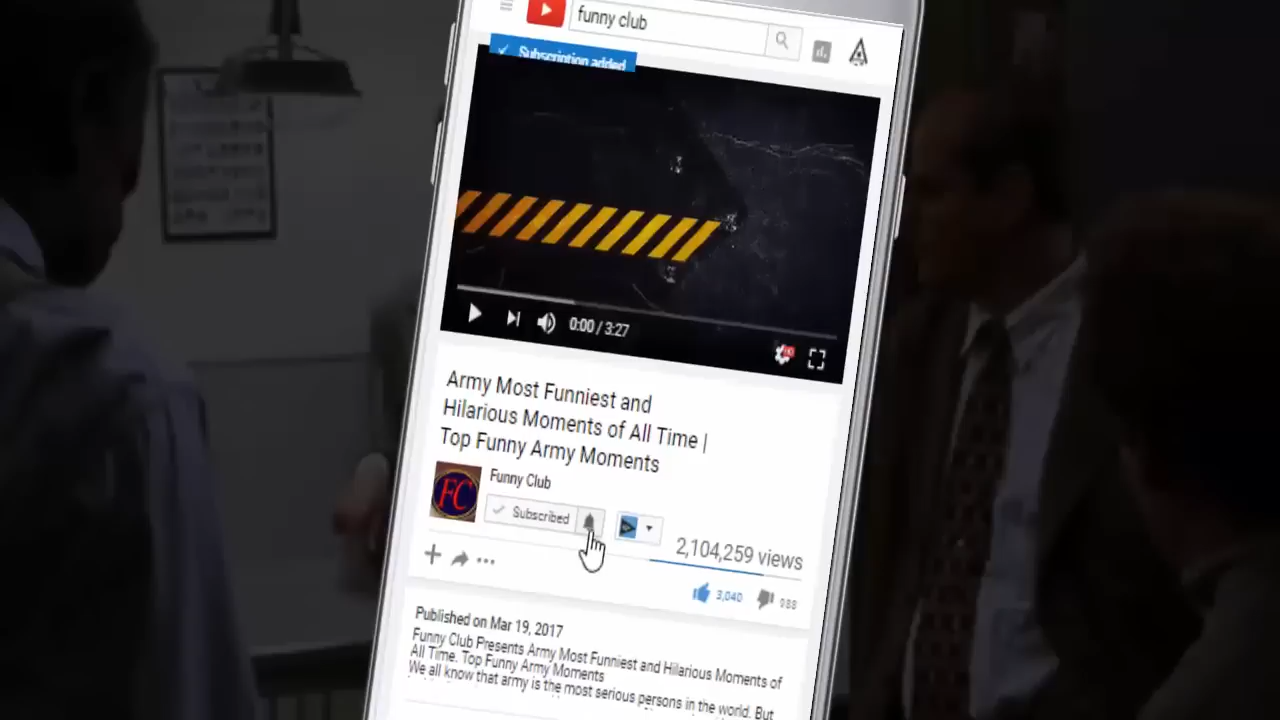 funny club
Subscription added
0:00 / 3:27
Army Most Funniest and
Hilarious Moments of All Time |
Top Funny Army Moments
FC
Funny Club
Subscribed
2,104,259 views
3,040 988
Published on Mar 19, 2017
Funny Club Presents Army Most Funniest and Hilarious Moments of
All Time. Top Funny Army Moments
We all know that army is the most serious persons in the world. But